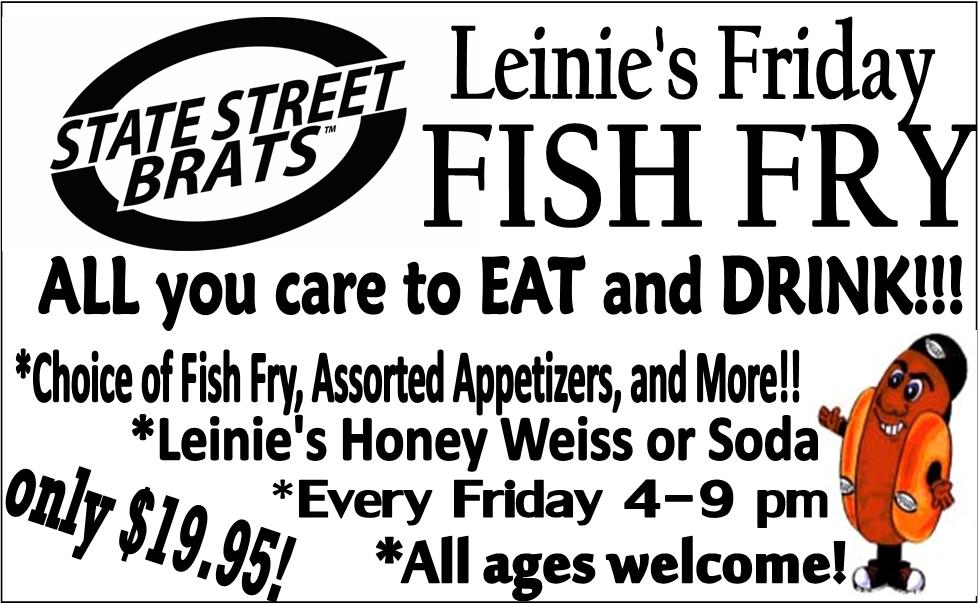 STATE STREET
BRATS™
Leinie's Friday
FISH FRY
ALL you care to EAT and DRINK!!!
*Choice of Fish Fry, Assorted Appetizers, and More!!
*Leinie's Honey Weiss or Soda
*Every Friday 4-9 pm
only $19.95!
*All ages welcome!